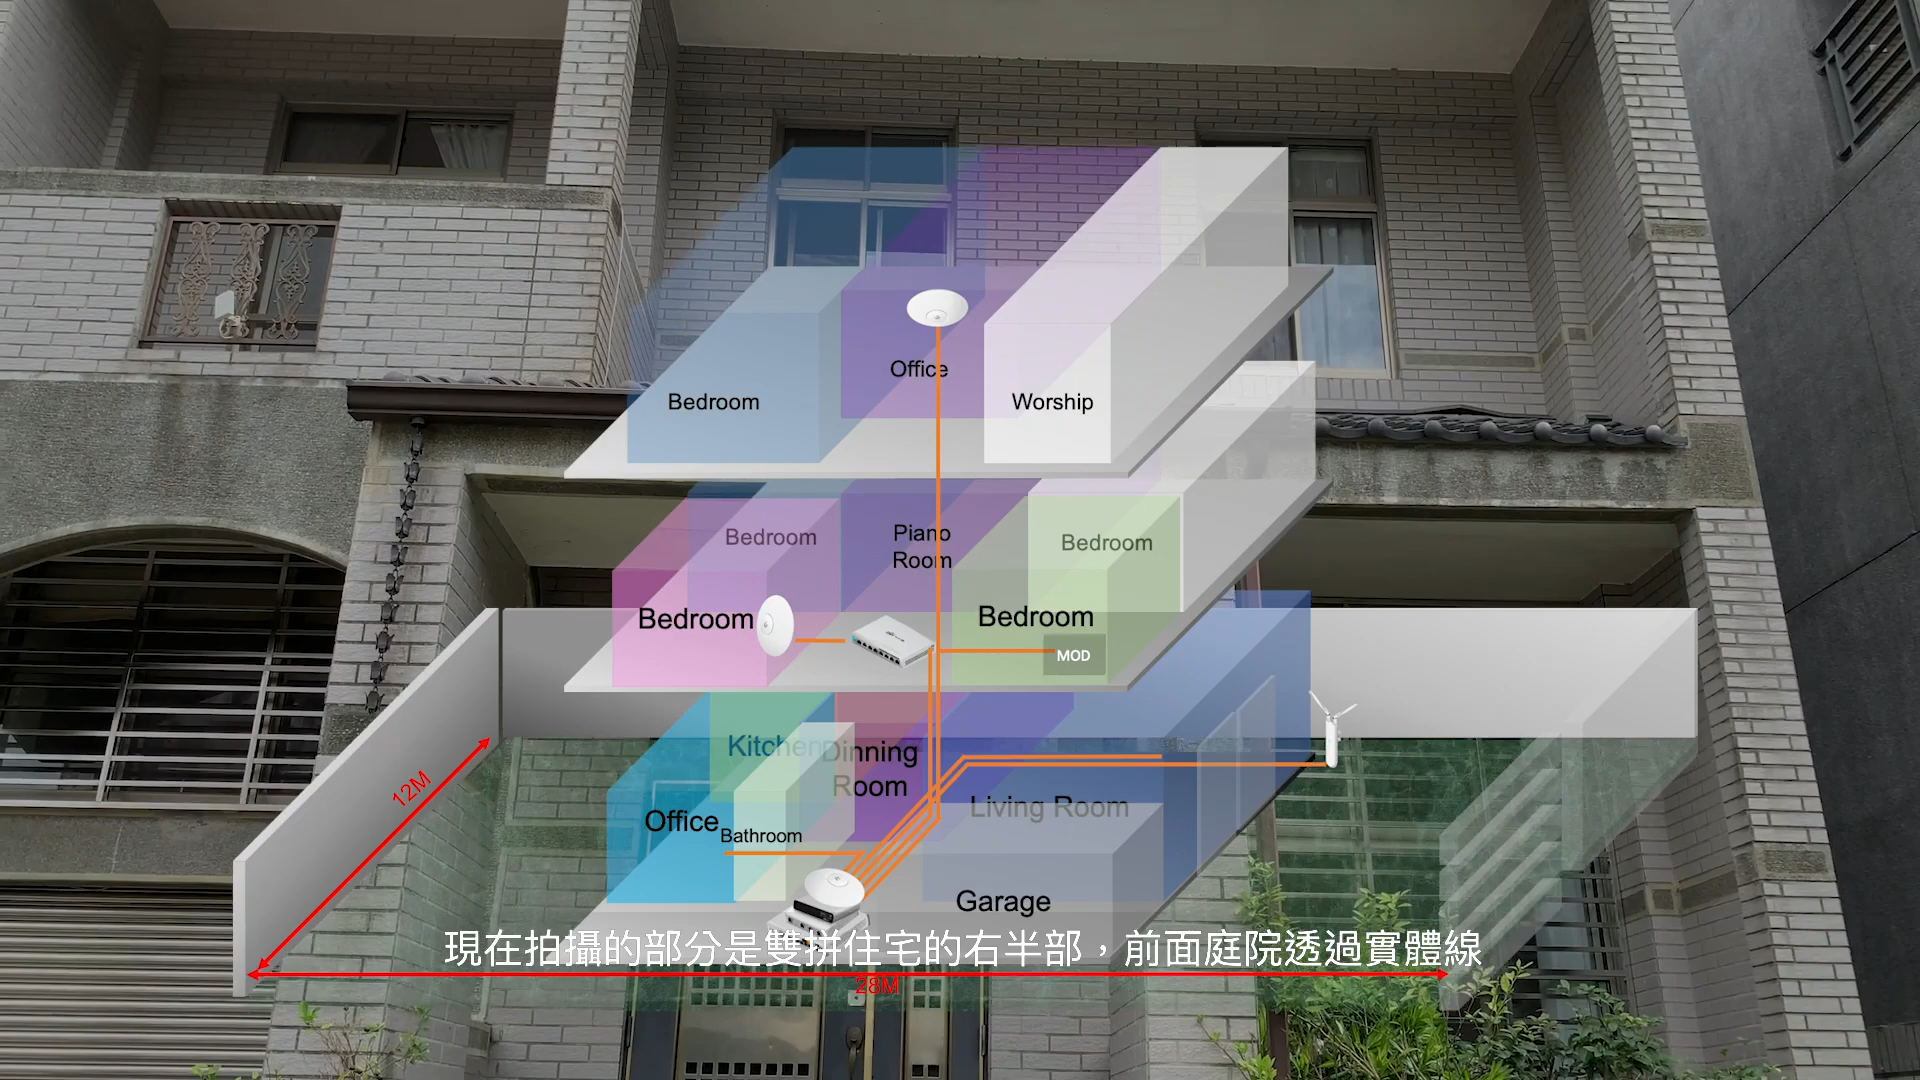 Office
Bedroom
Worship
Bedroom
Piano
Room
Bedroom
Bedroom
Bedroom
MOD
Kitchen
Dinning
Room
Living Room
Office
Bathroom
Garage
12M
現在拍攝的部分是雙拼住宅的右半部，前面庭院透過實體線
28M